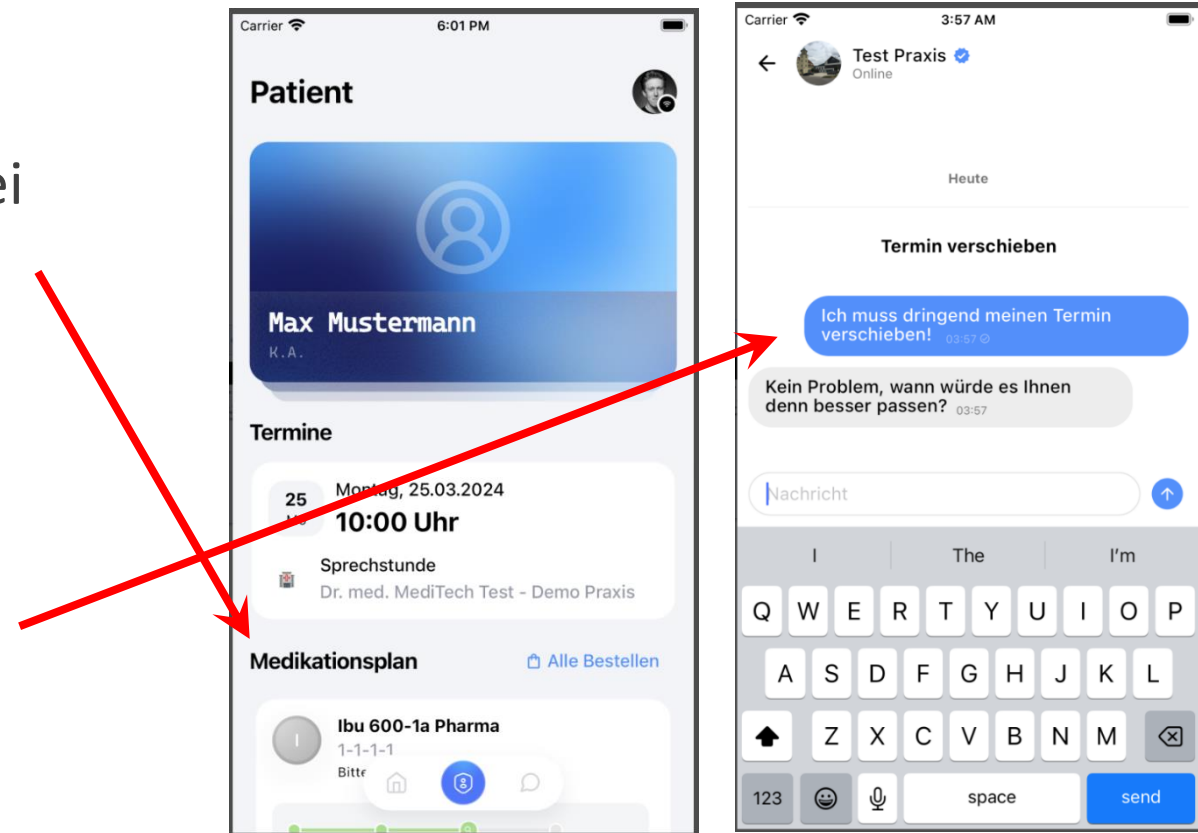 ei
Carrier
6:01 PM
Patient
Max Mustermann
K.A.
Termine
25
Montag, 25.03.2024
10:00 Uhr
Sprechstunde
Dr. med. MediTech Test - Demo Praxis
Medikationsplan
Alle Bestellen
Ibu 600-1a Pharma
1-1-1-1
I
Carrier
3:57 AM
Test Praxis
Online
Heute
Termin verschieben
Ich muss dringend meinen Termin
verschieben! 03:57
Kein Problem, wann würde es Ihnen
denn besser passen? 03:57
Nachricht
I The I'm
Q W E R T Y U I O P
A S D F G H J K L
Z X C V B N M
123 space send